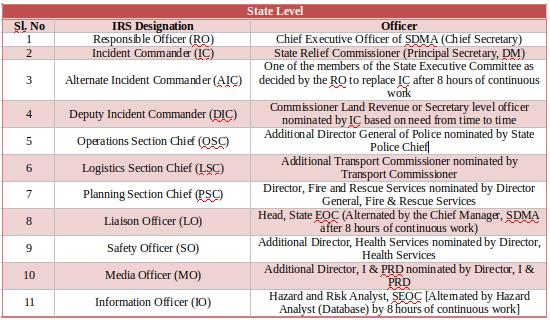 State Level
Sl. No IRS Designation Officer
1 Responsible Officer (RO) Chief Executive Officer of SDMA (Chief Secretary)
2 Incident Commander (IC) State Relief Commissioner (Principal Secretary, DM)
3 Alternate Incident Commander (AIC) One of the members of the State Executive Committee as
decided by the RO to replace IC after 8 hours of continuous
work
4 Deputy Incident Commander (DIC) Commissioner Land Revenue or Secretary level officer
nominated by IC based on need from time to time
5 Operations Section Chief (OSC) Additional Director General of Police nominated by State
Police Chief
6 Logistics Section Chief (LSC) Additional Transport Commissioner nominated by
Transport Commissioner
7 Planning Section Chief (PSC) Director, Fire and Rescue Services nominated by Director
General, Fire & Rescue Services
8 Liaison Officer (LO) Head, State EOC (Alternated by the Chief Manager, SDMA
after 8 hours of continuous work)
9 Safety Officer (SO) Additional Director, Health Services nominated by Director,
Health Services
10 Media Officer (MO) Additional Director, I & PRD nominated by Director, I &
PRD
11 Information Officer (IO) Hazard and Risk Analyst, SEOC [Alternated by Hazard
Analyst (Database) by 8 hours of continuous work]